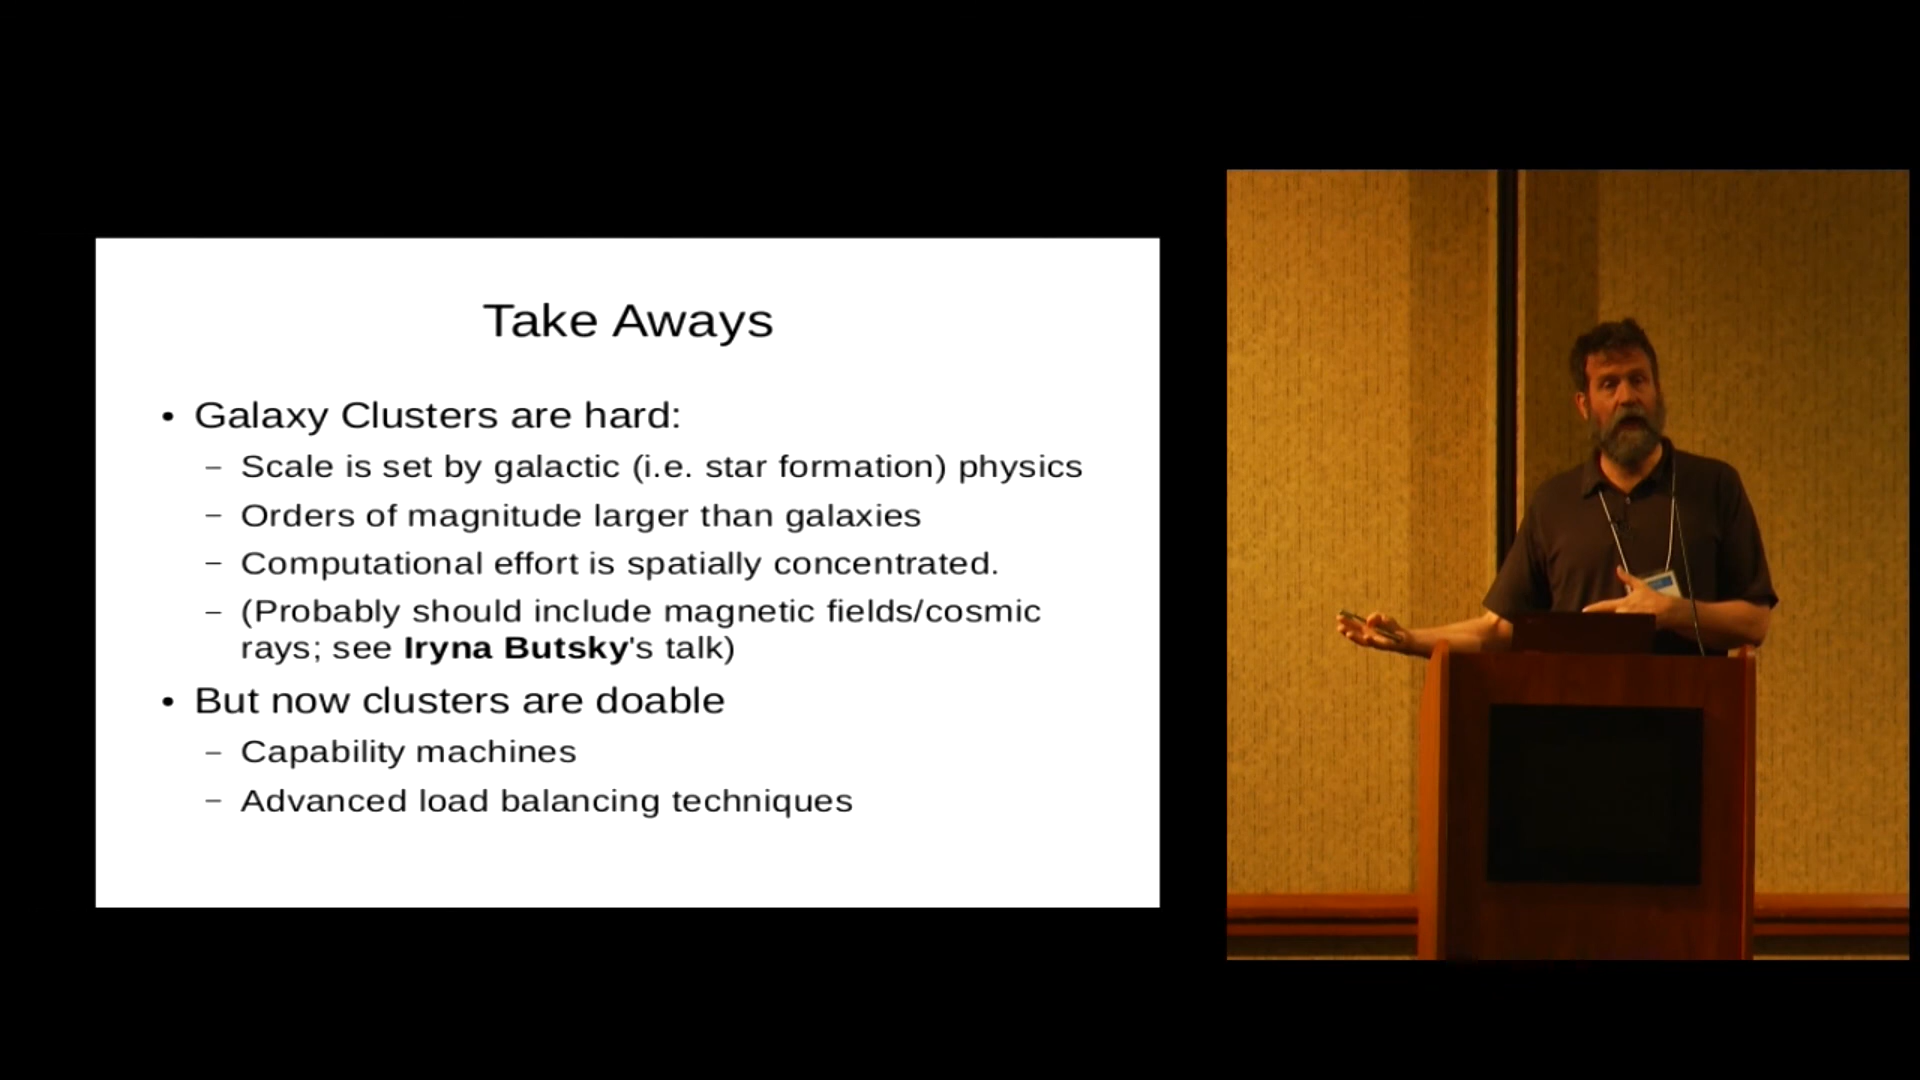 Take Aways
• Galaxy Clusters are hard:
– Scale is set by galactic (i.e. star formation) physics
– Orders of magnitude larger than galaxies
– Computational effort is spatially concentrated.
– (Probably should include magnetic fields/cosmic
rays; see Iryna Butsky's talk)
• But now clusters are doable
– Capability machines
– Advanced load balancing techniques